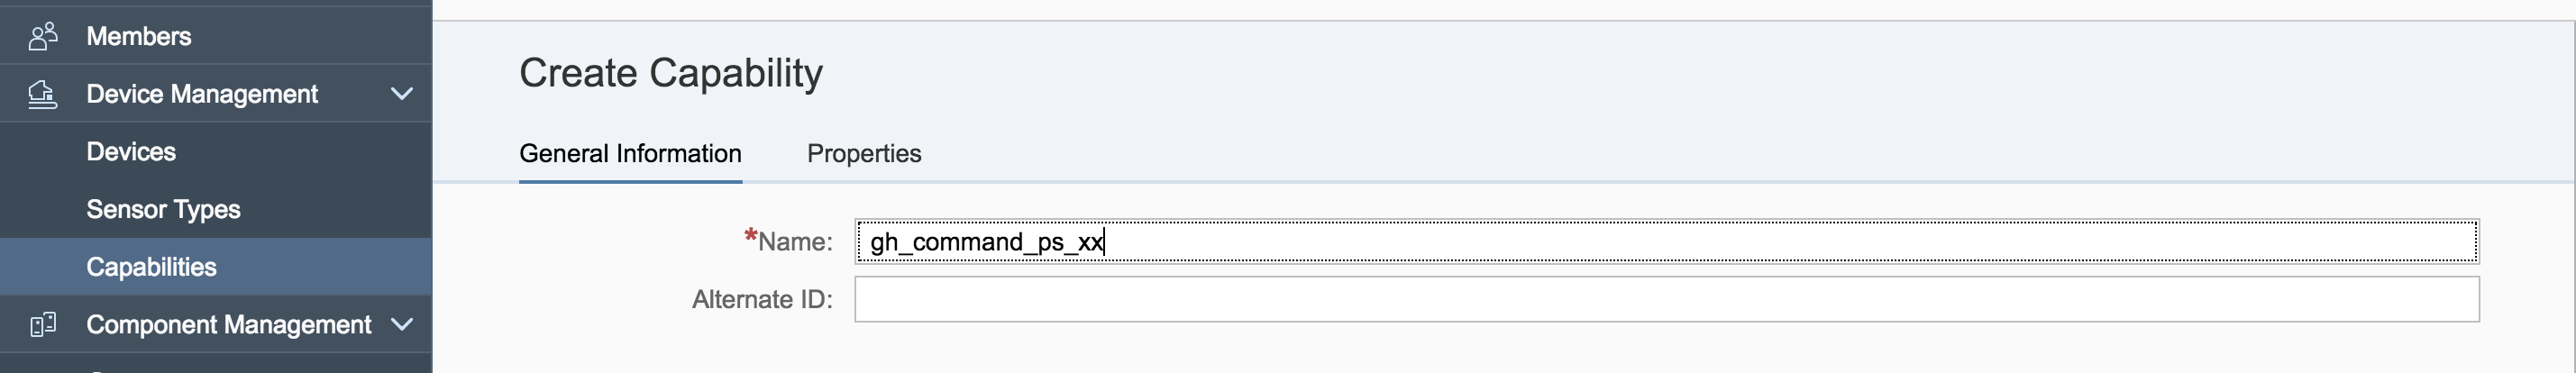 Members
Device Management
Devices
Sensor Types
Capabilities
Component Management
Create Capability
General Information Properties
*Name: gh_command_ps_xx
Alternate ID: